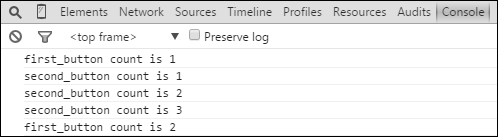 Elements Network Sources Timeline Profiles Resources Audits Console
<top frame> ▼ Preserve log
first_button count is 1
second_button count is 1
second_button count is 2
second_button count is 3
first_button count is 2